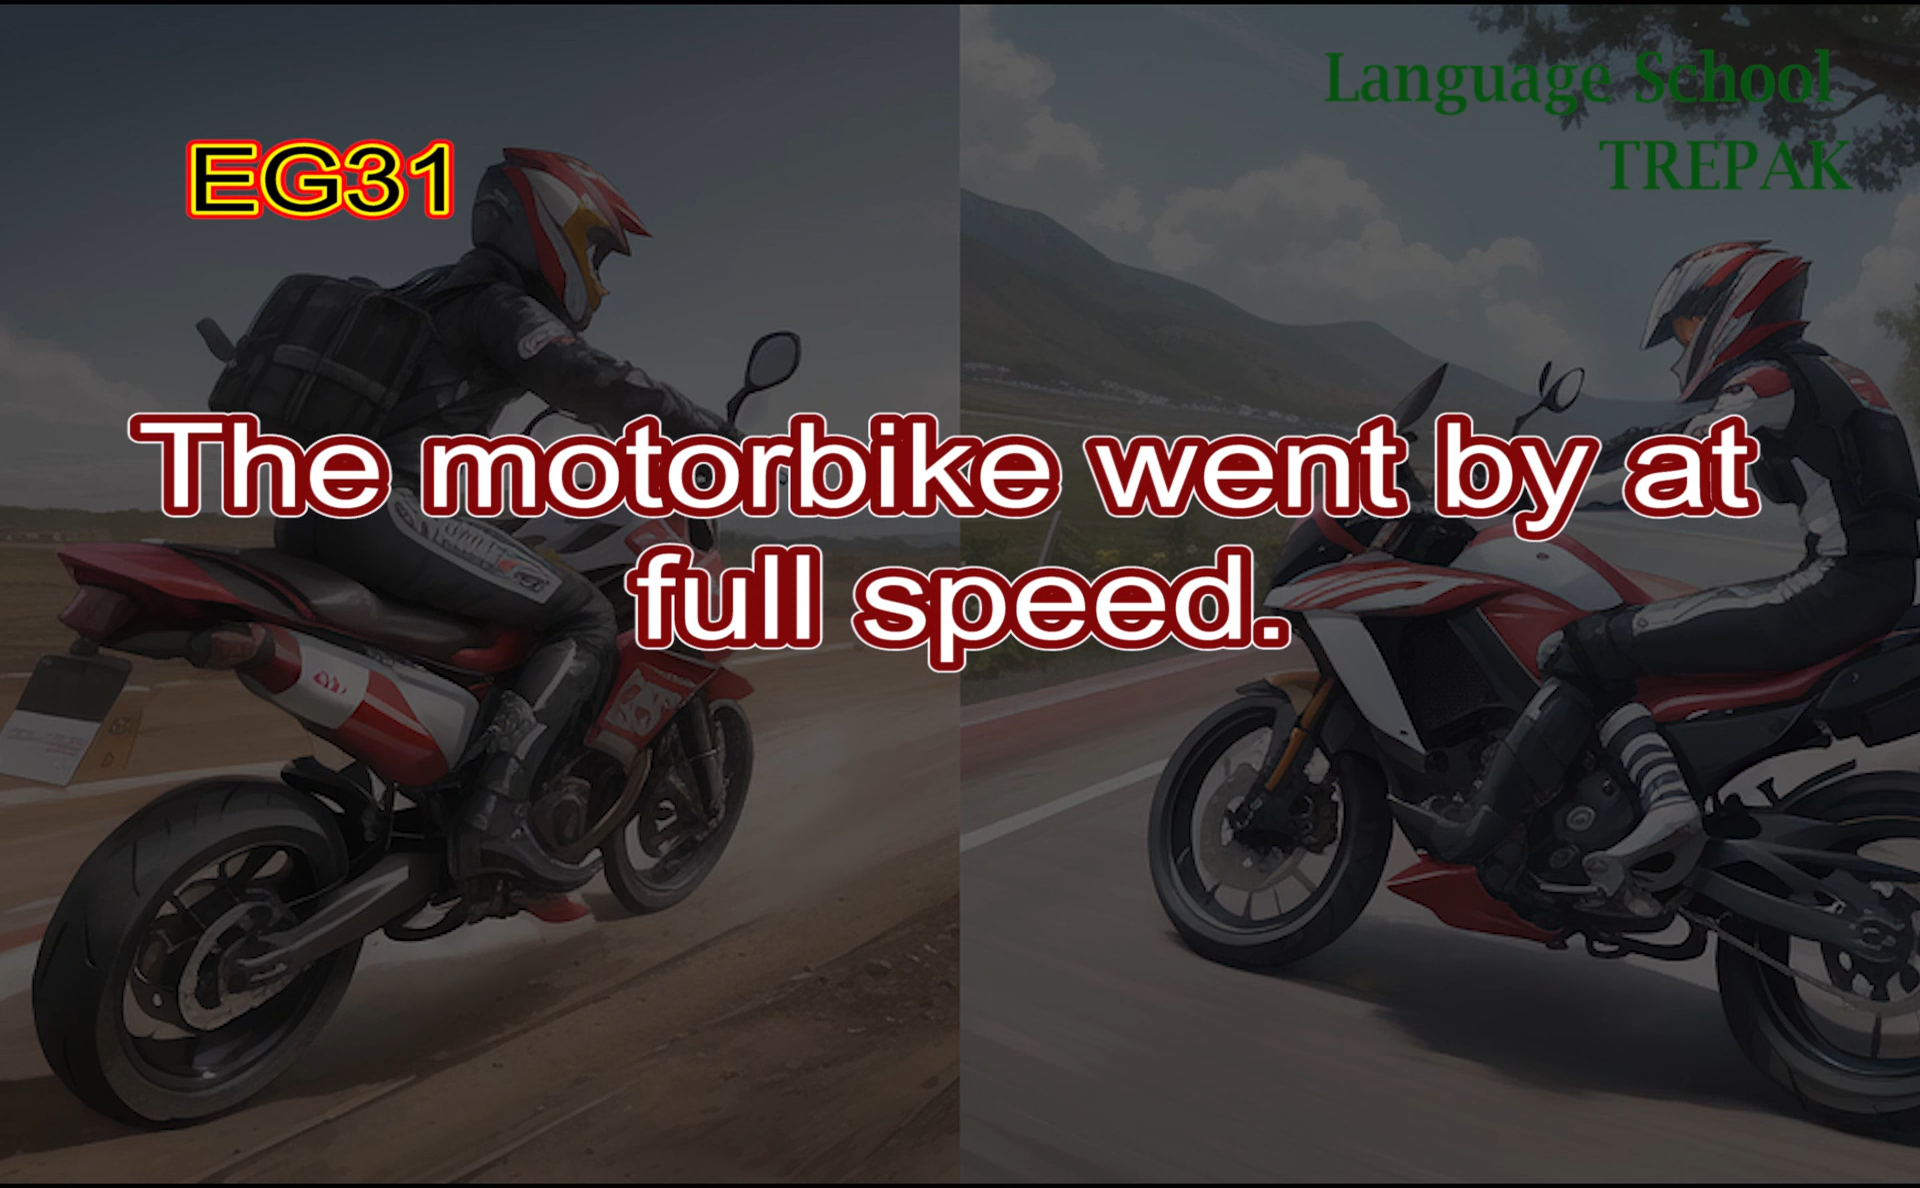 Language School
TREPAK
EG31
The motorbike went by at
full speed.